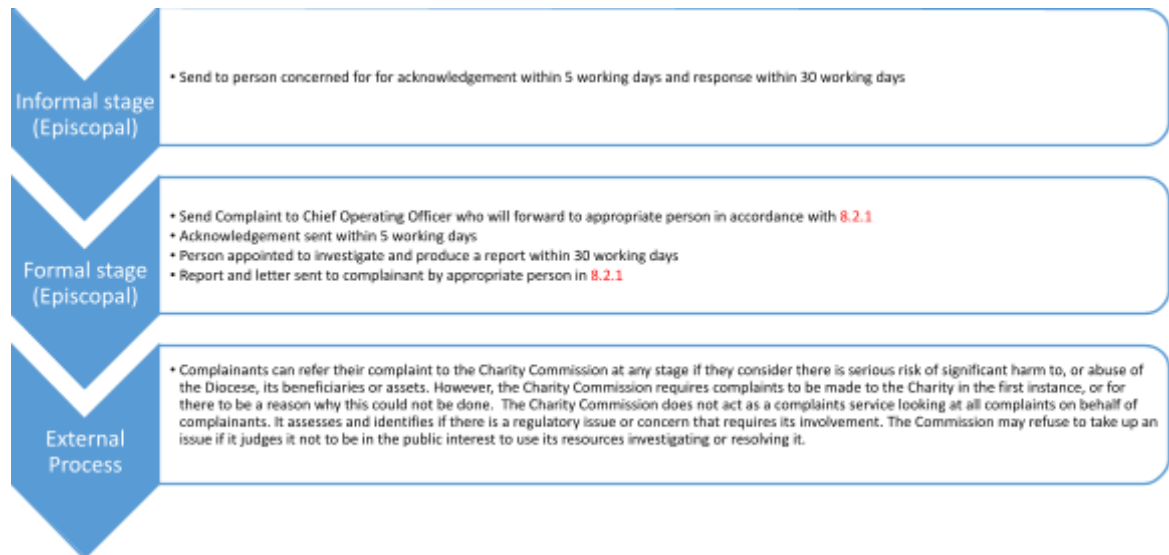 Informal stage
(Episcopal)
• Send to person concerned for for acknowledgement within 5 working days and response within 30 working days
Formal stage
(Episcopal)
• Send Complaint to Chief Operating Officer who will forward to appropriate person in accordance with 8.2.1
• Acknowledgement sent within 5 working days
• Person appointed to investigate and produce a report within 30 working days
• Report and letter sent to complainant by appropriate person in 8.2.1
External
Process
• Complainants can refer their complaint to the Charity Commission at any stage if they consider there is serious risk of significant harm to, or abuse of
the Diocese, its beneficiaries or assets. However, the Charity Commission requires complaints to be made to the Charity in the first instance, or for
there to be a reason why this could not be done.  The Charity Commission does not act as a complaints service looking at all complaints on behalf of
complainants. It assesses and identifies if there is a regulatory issue or concern that requires its involvement. The Commission may refuse to take up an
issue if it judges it not to be in the public interest to use its resources investigating or resolving it.